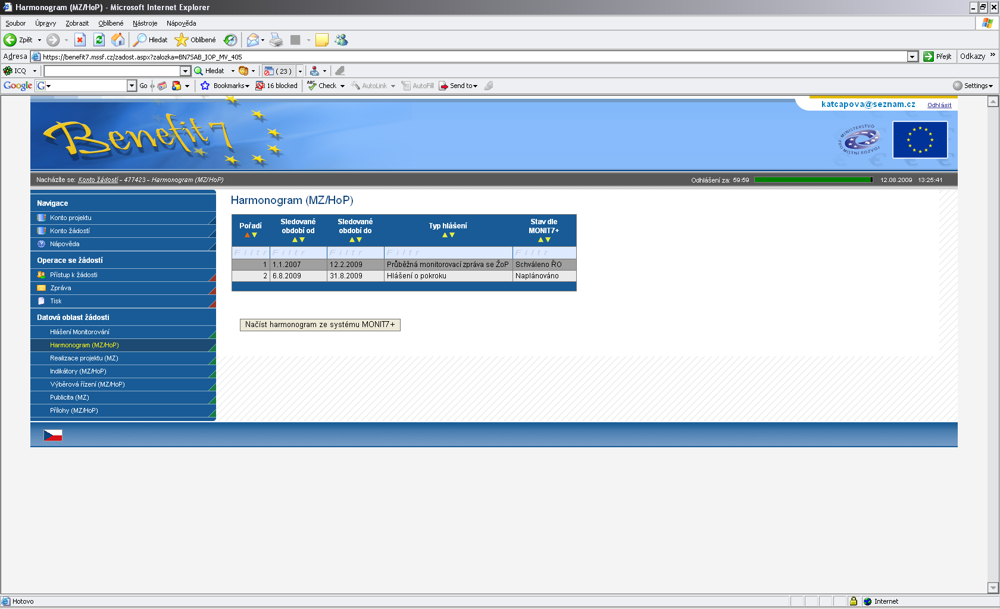 Harmonogram (MZ/HoP) - Microsoft Internet Explorer
Soubor Úpravy Zobrazit Oblíbené Nástroje Nápověda
Zpět Hledat Oblíbené
Adresa https://benefit7.mssf.cz/zadost.aspx?zalozka=BN7SAB_IOP_MV_405 Přejít Odkazy »
ICQ Hledat ( 23 )
Google G Go Bookmarks 16 blocked ABC Check AutoLink AutoFill Send to Settings
katcapova@seznam.cz Odhlásit
Benefit7
MINISTERSTVO PRO MÍSTNÍ ROZVOJ
Nacházíte se: Konto žádostí - 477423 - Harmonogram (MZ/HoP) Odhlášení za: 59:59 12.08.2009 13:25:41
Navigace
Konto projektu
Konto žádostí
Nápověda
Operace se žádostí
Přístup k žádosti
Zpráva
Tisk
Datová oblast žádosti
Hlášení Monitorování
Harmonogram (MZ/HoP)
Realizace projektu (MZ)
Indikátory (MZ/HoP)
Výběrová řízení (MZ/HoP)
Publicita (MZ)
Přílohy (MZ/HoP)
Harmonogram (MZ/HoP)
Pořadí Sledované období od Sledované období do Typ hlášení Stav dle MONIT7+
Filtr Filtr Filtr Filtr Filtr
1 1.1.2007 12.2.2009 Průběžná monitorovací zpráva se ŽoP Schváleno ŘO
2 6.8.2009 31.8.2009 Hlášení o pokroku Naplánováno
Načíst harmonogram ze systému MONIT7+
Hotovo Internet